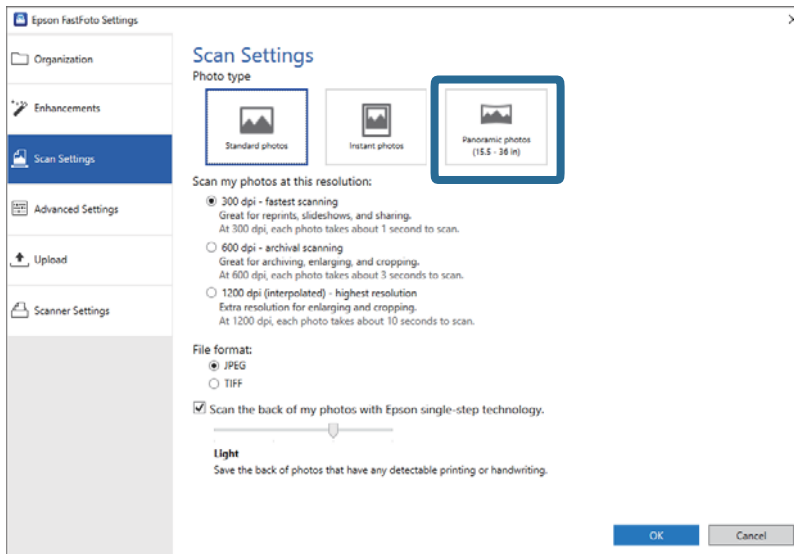 Epson FastFoto Settings
Organization
Enhancements
Scan Settings
Advanced Settings
Upload
Scanner Settings
Scan Settings
Photo type
Standard photos
Instant photos
Panoramic photos
(15.5 - 36 in)
Scan my photos at this resolution:
300 dpi - fastest scanning
Great for reprints, slideshows, and sharing.
At 300 dpi, each photo takes about 1 second to scan.
600 dpi - archival scanning
Great for archiving, enlarging, and cropping.
At 600 dpi, each photo takes about 3 seconds to scan.
1200 dpi (interpolated) - highest resolution
Extra resolution for enlarging and cropping.
At 1200 dpi, each photo takes about 10 seconds to scan.
File format:
JPEG
TIFF
Scan the back of my photos with Epson single-step technology.
Light
Save the back of photos that have any detectable printing or handwriting.
OK
Cancel